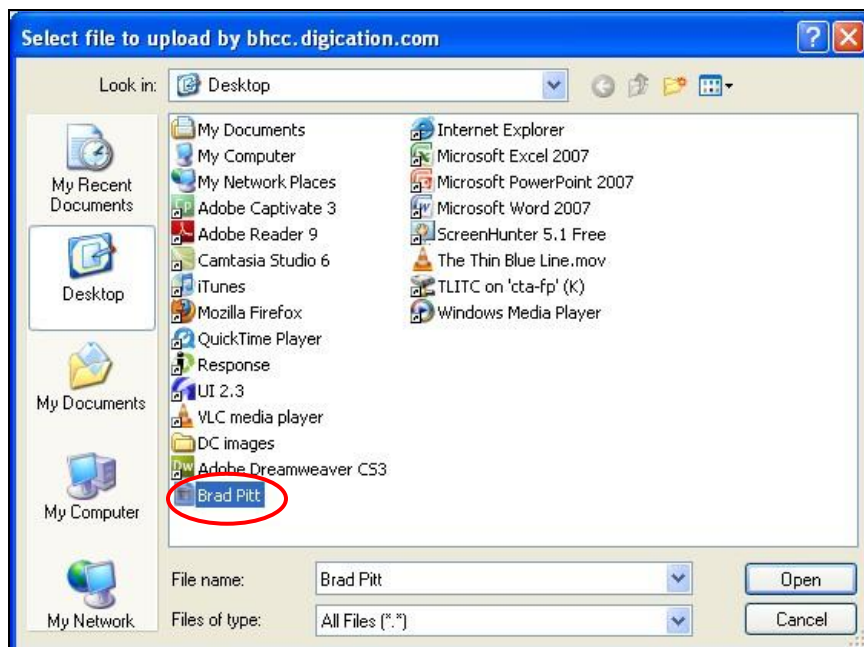 Select file to upload by bhcc.digication.com
Look in:
Desktop
My Recent
Documents
Desktop
My Documents
My Computer
My Network
My Documents
My Computer
My Network Places
Adobe Captivate 3
Adobe Reader 9
Camtasia Studio 6
iTunes
Mozilla Firefox
QuickTime Player
Response
UI 2.3
VLC media player
DC images
Adobe Dreamweaver CS3
Brad Pitt
Internet Explorer
Microsoft Excel 2007
Microsoft PowerPoint 2007
Microsoft Word 2007
ScreenHunter 5.1 Free
The Thin Blue Line.mov
TLITC on 'cta-fp' (K)
Windows Media Player
File name:
Brad Pitt
Open
Files of type:
All Files (*.*)
Cancel